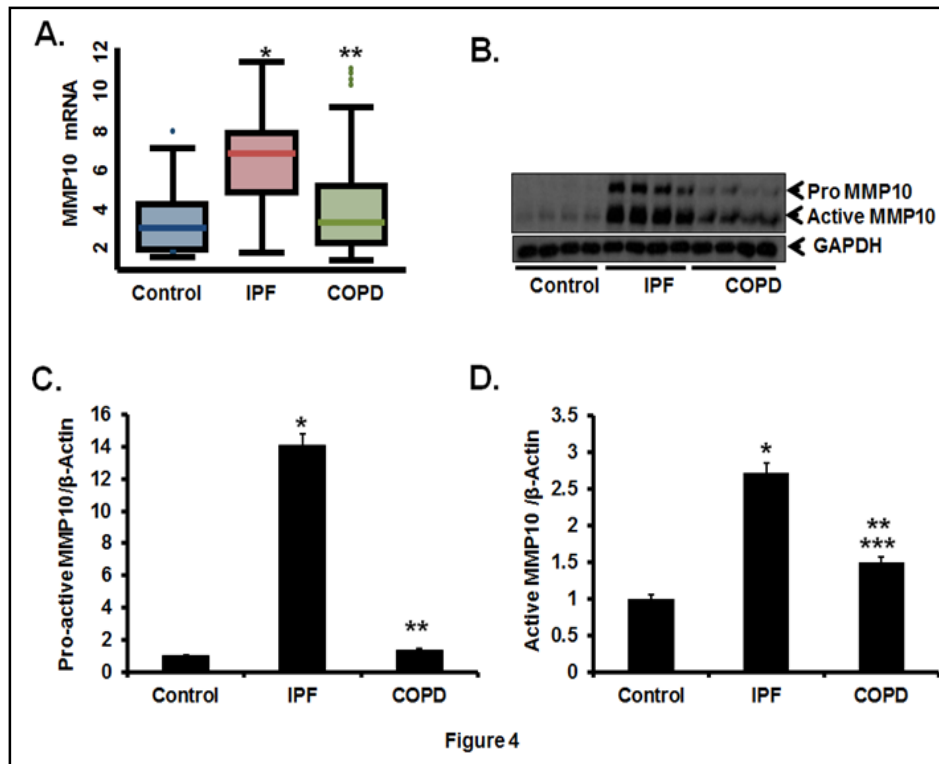 A.
MMP10 mRNA
12
10
8
6
4
2
*
**
Control IPF COPD
B.
Pro MMP10
Active MMP10
GAPDH
Control IPF COPD
C.
Pro-active MMP10/β-Actin
16
14
12
10
8
6
4
2
0
*
**
Control IPF COPD
D.
Active MMP10 /β-Actin
3.5
3
2.5
2
1.5
1
0.5
0
*
**
***
Control IPF COPD
Figure 4